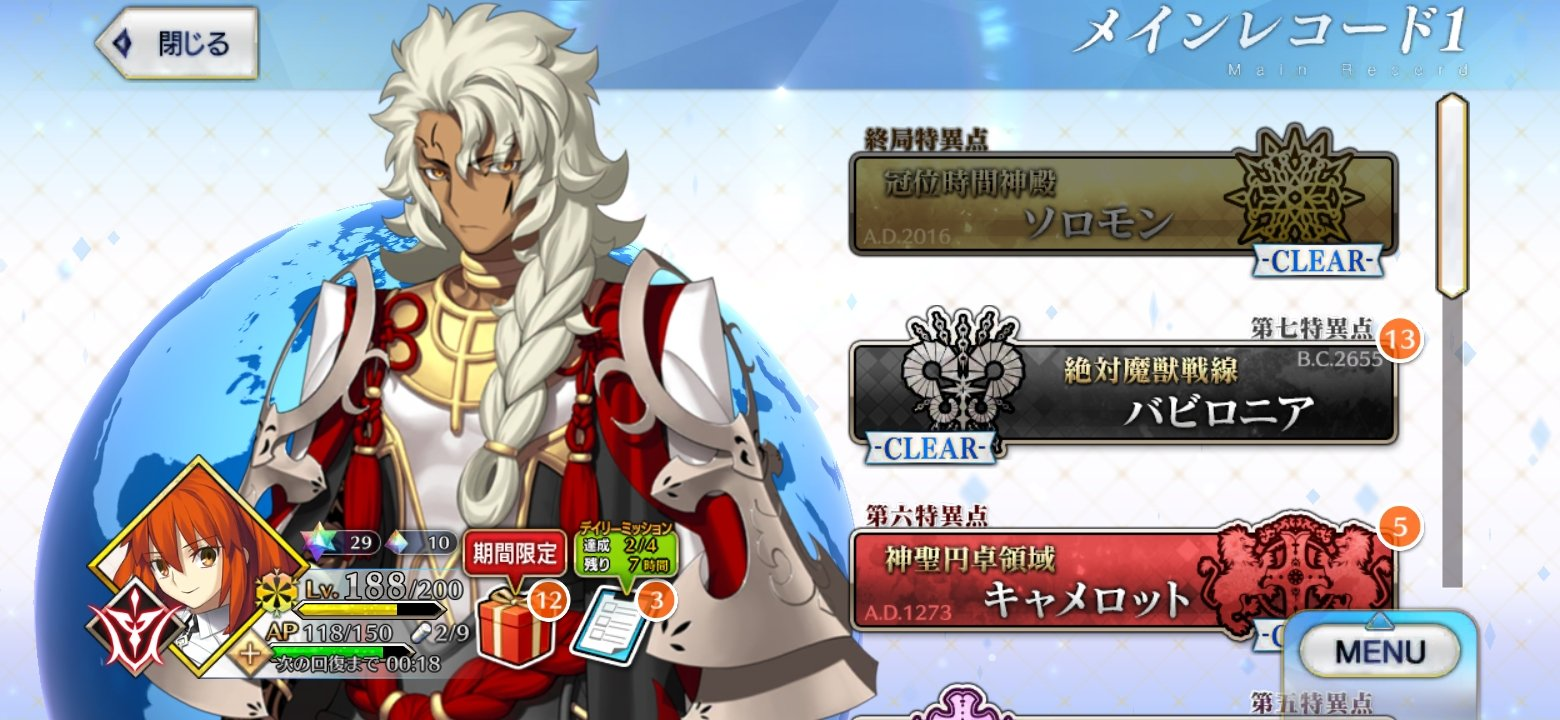 閉じる
メインレコード1
Main Record
終局特異点
冠位時間神殿
ソロモン
A.D.2016
-CLEAR-
第七特異点
13
B.C.2655
絶対魔獣戦線
バビロニア
-CLEAR-
第六特異点
5
神聖円卓領域
キャメロット
A.D.1273
29
10
Lv.188/200
AP 118/150
2/9
次の回復まで 00:18
期間限定
12
デイリーミッション
達成 2/4
残り 7時間
3
MENU
第五特異点